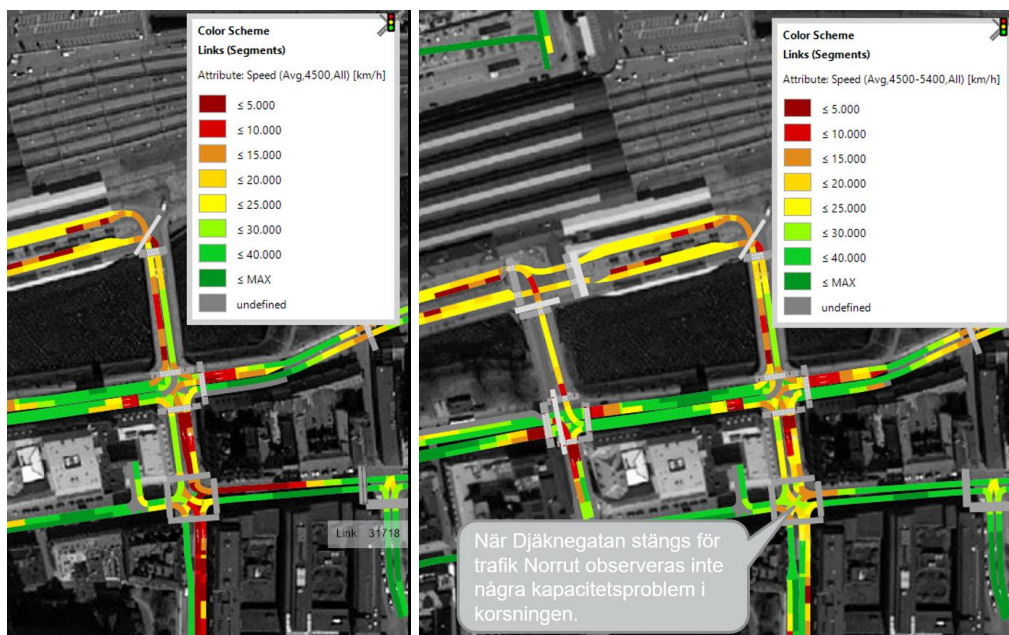 Color Scheme
Links (Segments)
Attribute: Speed (Avg,4500,All) [km/h]
≤ 5.000
≤ 10.000
≤ 15.000
≤ 20.000
≤ 25.000
≤ 30.000
≤ 40.000
≤ MAX
undefined
Link: 31718
Color Scheme
Links (Segments)
Attribute: Speed (Avg,4500-5400,All) [km/h]
≤ 5.000
≤ 10.000
≤ 15.000
≤ 20.000
≤ 25.000
≤ 30.000
≤ 40.000
≤ MAX
undefined
När Djäknegatan stängs för
trafik Norrut observeras inte
några kapacitetsproblem i
korsningen.